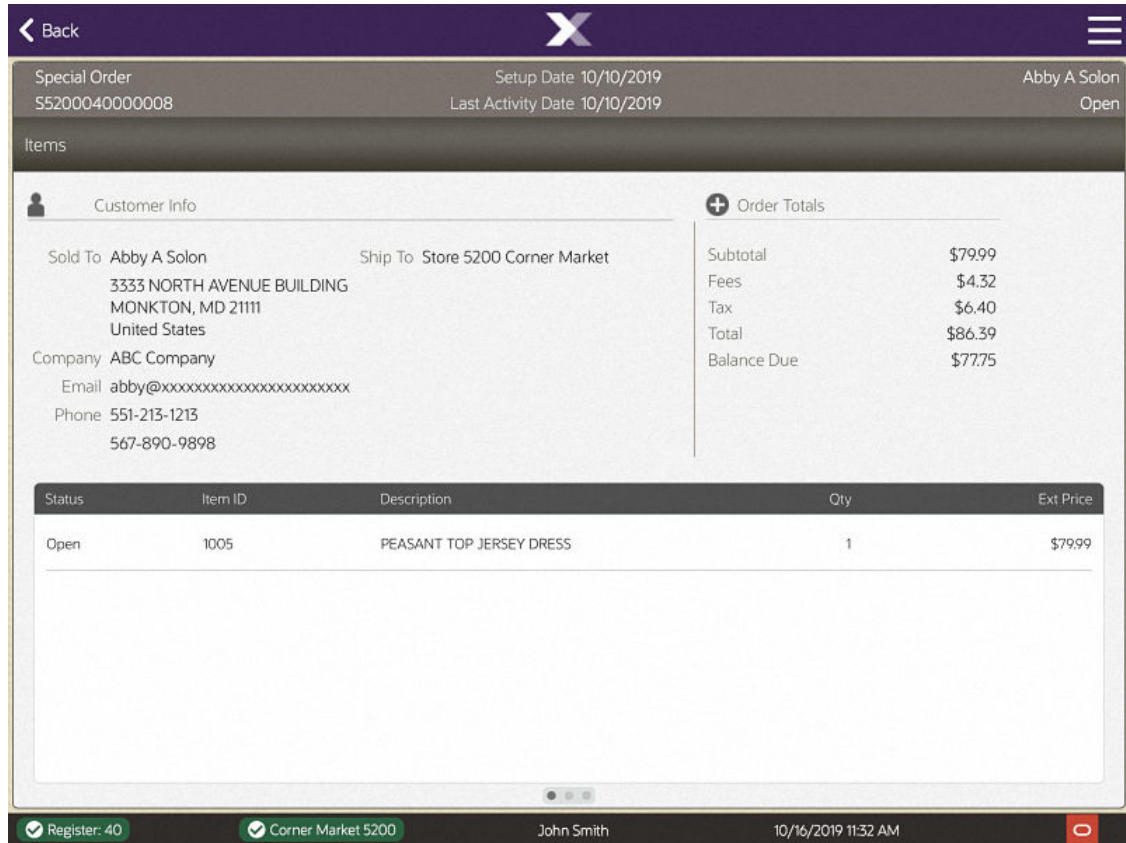 Back
Special Order
Setup Date 10/10/2019
Abby A Solon
S5200040000008
Last Activity Date 10/10/2019
Open
Items
Customer Info
Order Totals
Sold To Abby A Solon
Ship To Store 5200 Corner Market
3333 NORTH AVENUE BUILDING
MONKTON, MD 21111
United States
Company ABC Company
Email abby@xxxxxxxxxxxxxxxxxxxxxxx
Phone 551-213-1213
567-890-9898
Subtotal $79.99
Fees $4.32
Tax $6.40
Total $86.39
Balance Due $77.75
Status Item ID Description Qty Ext Price
Open 1005 PEASANT TOP JERSEY DRESS 1 $79.99
Register: 40 Corner Market 5200 John Smith 10/16/2019 11:32 AM